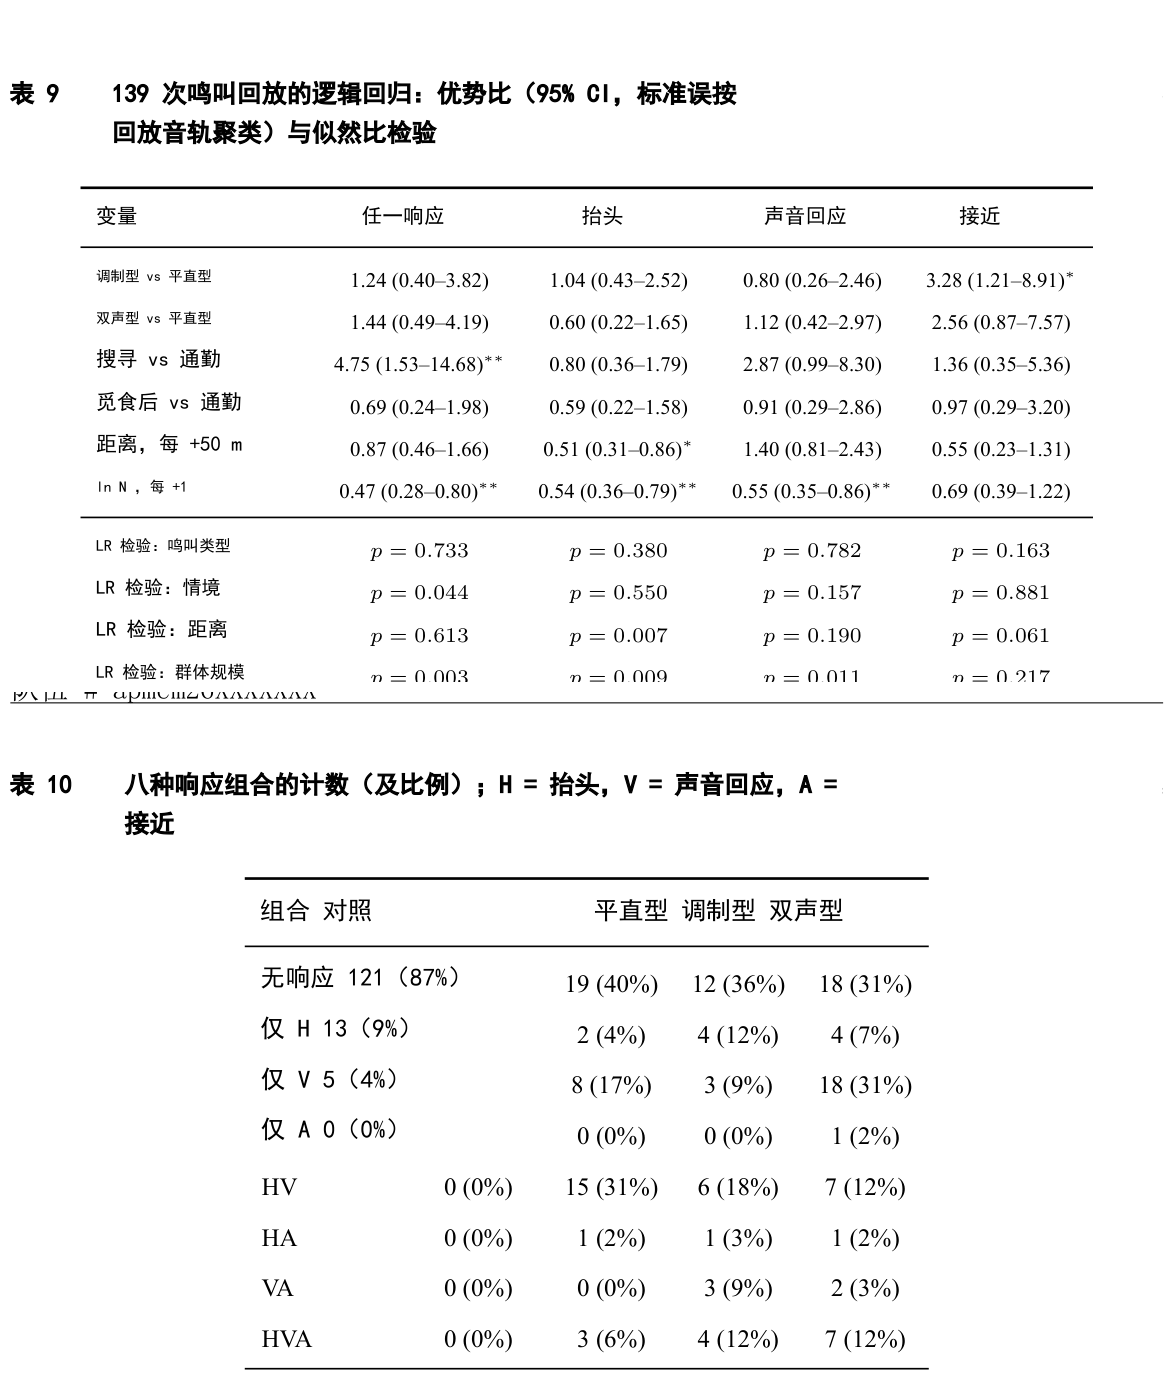 表 9 139 次鸣叫回放的逻辑回归：优势比（95% CI，标准误按
回放音轨聚类）与似然比检验
变量 任一响应 抬头 声音回应 接近
调制型 vs 平直型 1.24 (0.40–3.82) 1.04 (0.43–2.52) 0.80 (0.26–2.46) 3.28 (1.21–8.91)*
双声型 vs 平直型 1.44 (0.49–4.19) 0.60 (0.22–1.65) 1.12 (0.42–2.97) 2.56 (0.87–7.57)
搜寻 vs 通勤 4.75 (1.53–14.68)** 0.80 (0.36–1.79) 2.87 (0.99–8.30) 1.36 (0.35–5.36)
觅食后 vs 通勤 0.69 (0.24–1.98) 0.59 (0.22–1.58) 0.91 (0.29–2.86) 0.97 (0.29–3.20)
距离，每 +50 m 0.87 (0.46–1.66) 0.51 (0.31–0.86)* 1.40 (0.81–2.43) 0.55 (0.23–1.31)
ln N ，每 +1 0.47 (0.28–0.80)** 0.54 (0.36–0.79)** 0.55 (0.35–0.86)** 0.69 (0.39–1.22)
LR 检验：鸣叫类型 p = 0.733 p = 0.380 p = 0.782 p = 0.163
LR 检验：情境 p = 0.044 p = 0.550 p = 0.157 p = 0.881
LR 检验：距离 p = 0.613 p = 0.007 p = 0.190 p = 0.061
LR 检验：群体规模 p = 0.003 p = 0.009 p = 0.011 p = 0.217
表 10 八种响应组合的计数（及比例）；H = 抬头，V = 声音回应，A =
接近
组合 对照 平直型 调制型 双声型
无响应 121（87%） 19 (40%) 12 (36%) 18 (31%)
仅 H 13（9%） 2 (4%) 4 (12%) 4 (7%)
仅 V 5（4%） 8 (17%) 3 (9%) 18 (31%)
仅 A 0（0%） 0 (0%) 0 (0%) 1 (2%)
HV 0 (0%) 15 (31%) 6 (18%) 7 (12%)
HA 0 (0%) 1 (2%) 1 (3%) 1 (2%)
VA 0 (0%) 0 (0%) 3 (9%) 2 (3%)
HVA 0 (0%) 3 (6%) 4 (12%) 7 (12%)